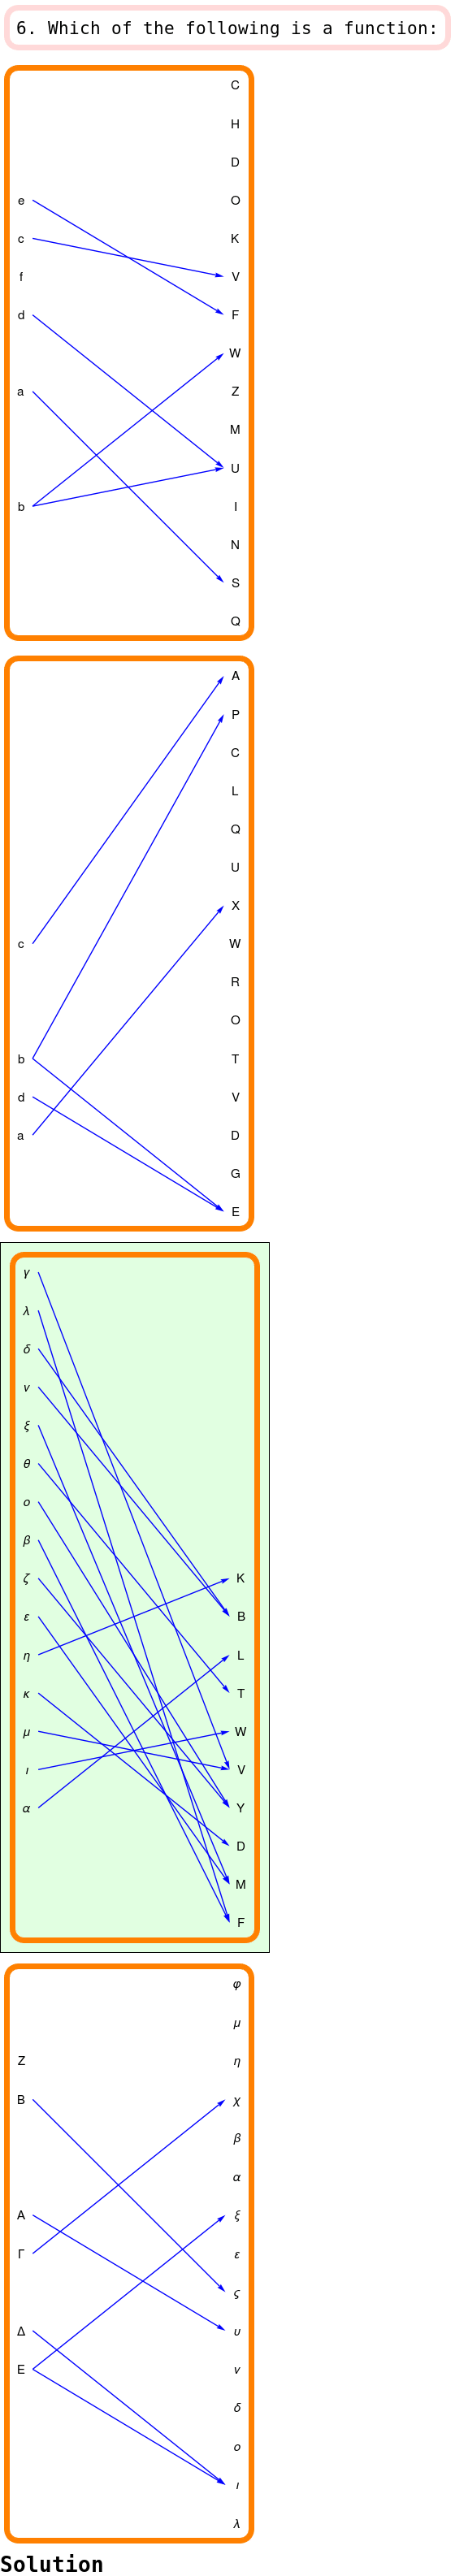 6. Which of the following is a function:
C
H
D
e O
c K
f V
d F
W
a Z
M
U
b I
N
S
Q
A
P
C
L
Q
U
X
c W
R
O
b T
d V
a D
G
E
γ
λ
δ
ν
ξ
θ
ο
β
ζ K
ε B
η L
κ T
μ W
ι V
α Y
D
M
F
φ
μ
Ζ η
Β χ
β
α
Α ξ
Γ ε
ς
Δ υ
Ε ν
δ
ο
ι
λ
Solution